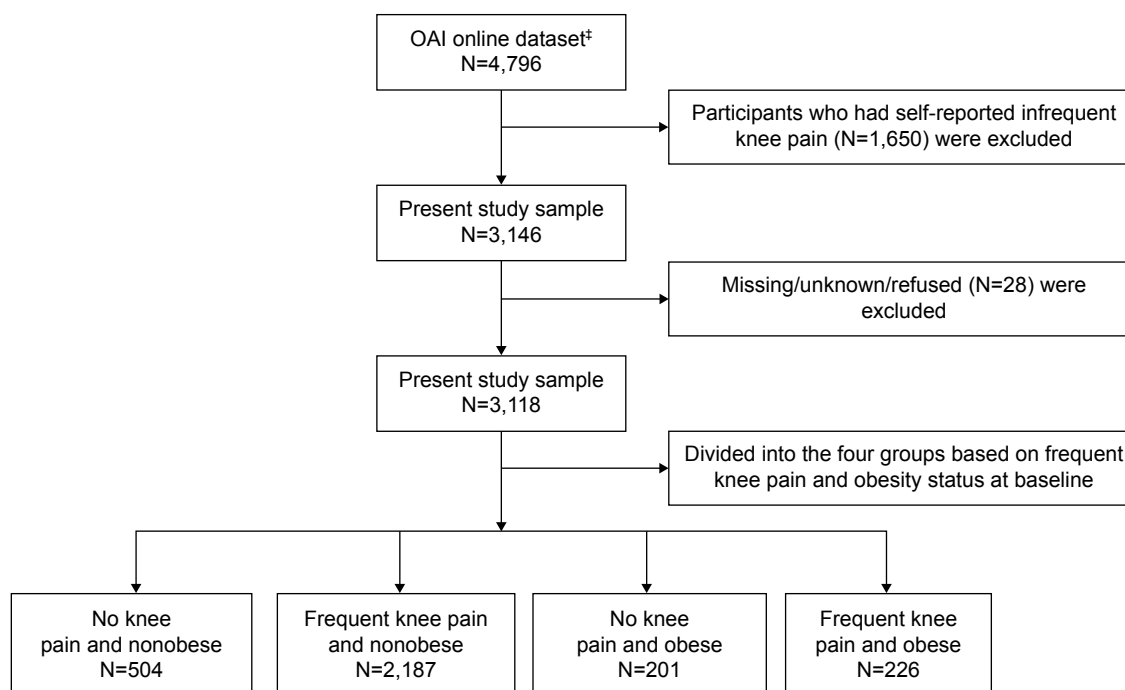 OAI online dataset‡
N=4,796
Participants who had self-reported infrequent
knee pain (N=1,650) were excluded
Present study sample
N=3,146
Missing/unknown/refused (N=28) were
excluded
Present study sample
N=3,118
Divided into the four groups based on frequent
knee pain and obesity status at baseline
No knee
pain and nonobese
N=504
Frequent knee pain
and nonobese
N=2,187
No knee
pain and obese
N=201
Frequent knee
pain and obese
N=226